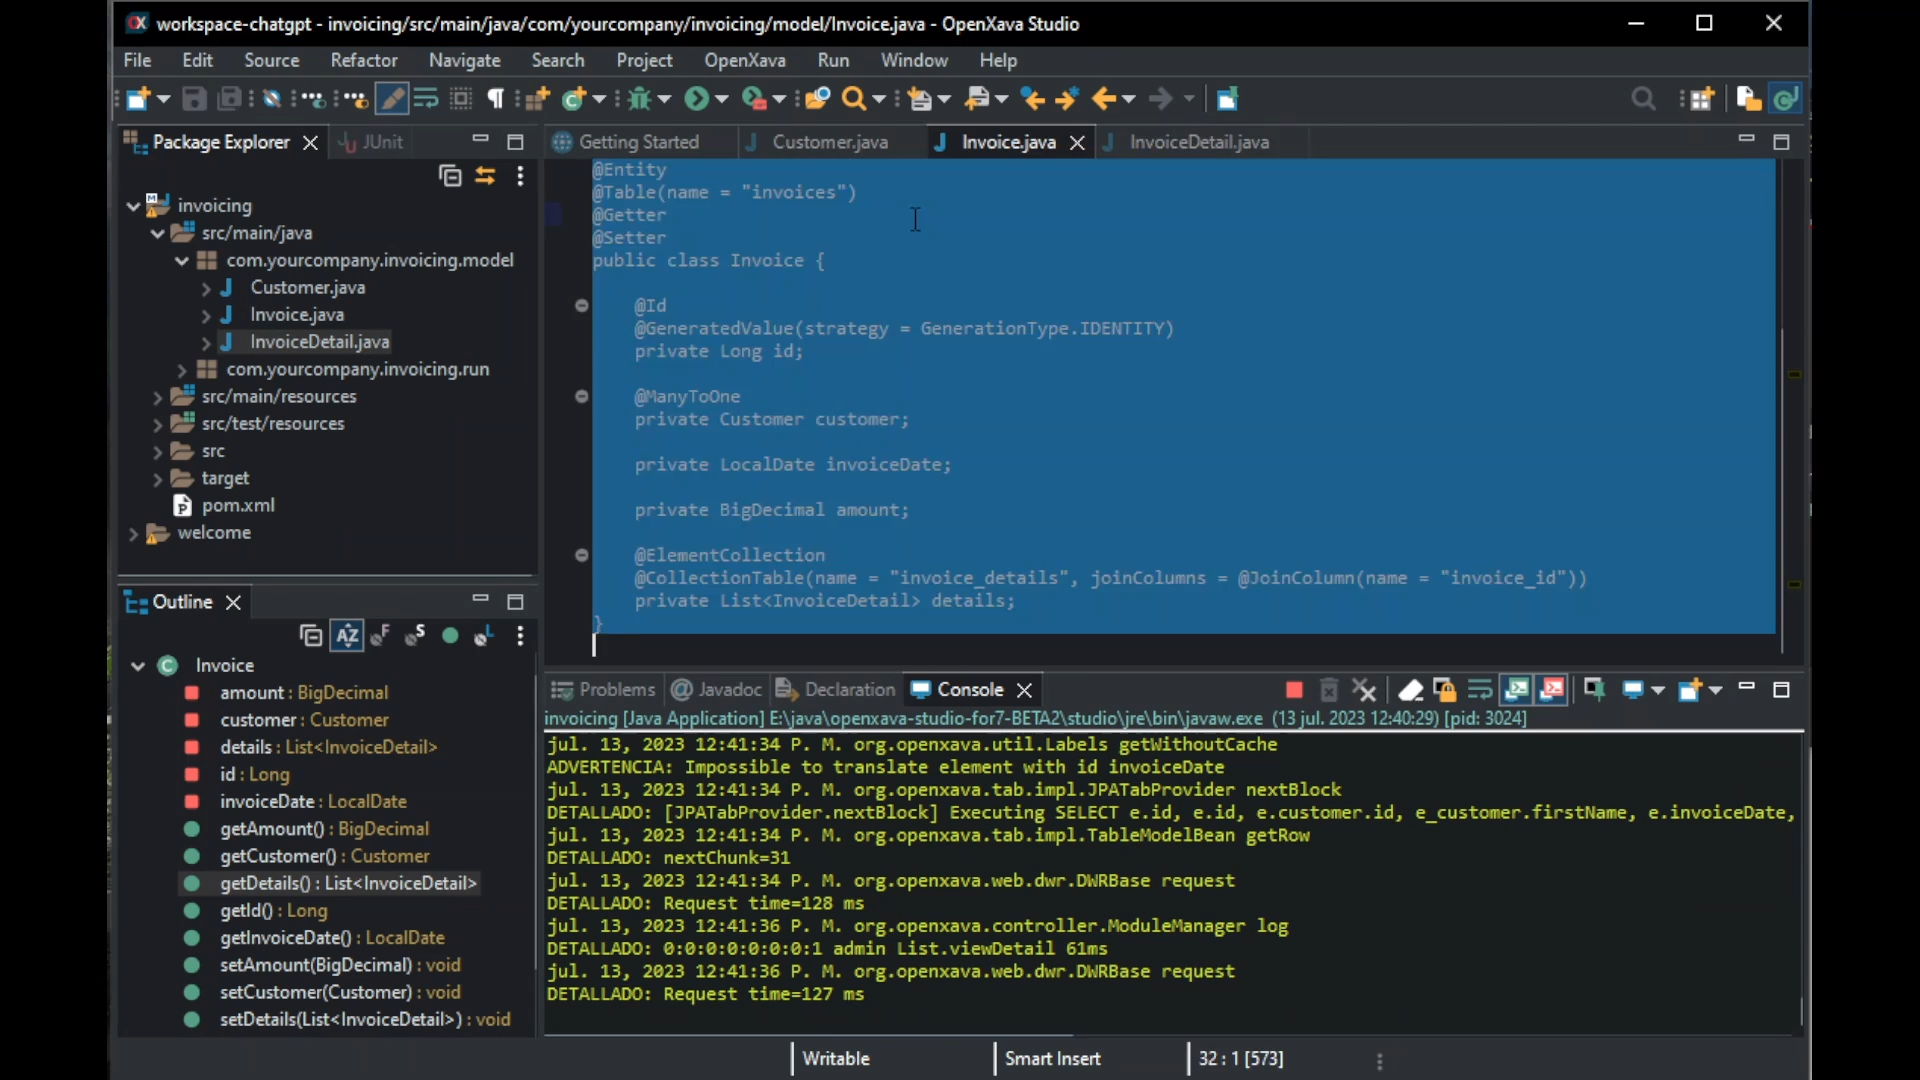 workspace-chatgpt - invoicing/src/main/java/com/yourcompany/invoicing/model/Invoice.java - OpenXava Studio
File Edit Source Refactor Navigate Search Project OpenXava Run Window Help
Package Explorer
JUnit
invoicing
src/main/java
com.yourcompany.invoicing.model
Customer.java
Invoice.java
InvoiceDetail.java
com.yourcompany.invoicing.run
src/main/resources
src/test/resources
src
target
pom.xml
welcome
Outline
Invoice
amount : BigDecimal
customer : Customer
details : List<InvoiceDetail>
id : Long
invoiceDate : LocalDate
getAmount() : BigDecimal
getCustomer() : Customer
getDetails() : List<InvoiceDetail>
getId() : Long
getInvoiceDate() : LocalDate
setAmount(BigDecimal) : void
setCustomer(Customer) : void
setDetails(List<InvoiceDetail>) : void
Getting Started Customer.java Invoice.java InvoiceDetail.java
@Entity
@Table(name = "invoices")
@Getter
@Setter
public class Invoice {
@Id
@GeneratedValue(strategy = GenerationType.IDENTITY)
private Long id;
@ManyToOne
private Customer customer;
private LocalDate invoiceDate;
private BigDecimal amount;
@ElementCollection
@CollectionTable(name = "invoice_details", joinColumns = @JoinColumn(name = "invoice_id"))
private List<InvoiceDetail> details;
}
Problems Javadoc Declaration Console
invoicing [Java Application] E:\java\openxava-studio-for7-BETA2\studio\jre\bin\javaw.exe (13 jul. 2023 12:40:29) [pid: 3024]
jul. 13, 2023 12:41:34 P. M. org.openxava.util.Labels getWithoutCache
ADVERTENCIA: Impossible to translate element with id invoiceDate
jul. 13, 2023 12:41:34 P. M. org.openxava.tab.impl.JPATabProvider nextBlock
DETALLADO: [JPATabProvider.nextBlock] Executing SELECT e.id, e.id, e.customer.id, e_customer.firstName, e.invoiceDate,
jul. 13, 2023 12:41:34 P. M. org.openxava.tab.impl.TableModelBean getRow
DETALLADO: nextChunk=31
jul. 13, 2023 12:41:34 P. M. org.openxava.web.dwr.DWRBase request
DETALLADO: Request time=128 ms
jul. 13, 2023 12:41:36 P. M. org.openxava.controller.ModuleManager log
DETALLADO: 0:0:0:0:0:0:0:1 admin List.viewDetail 61ms
jul. 13, 2023 12:41:36 P. M. org.openxava.web.dwr.DWRBase request
DETALLADO: Request time=127 ms
Writable Smart Insert 32 : 1 [573]